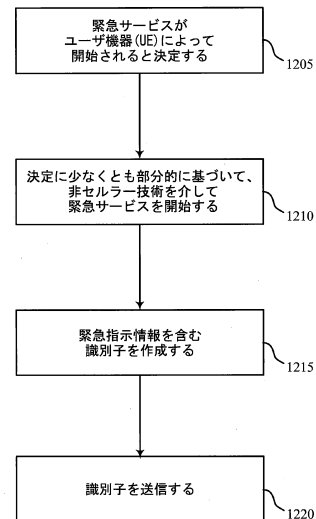 緊急サービスが
ユーザ機器(UE)によって
開始されると決定する
1205
決定に少なくとも部分的に基づいて、
非セルラー技術を介して
緊急サービスを開始する
1210
緊急指示情報を含む
識別子を作成する
1215
識別子を送信する
1220